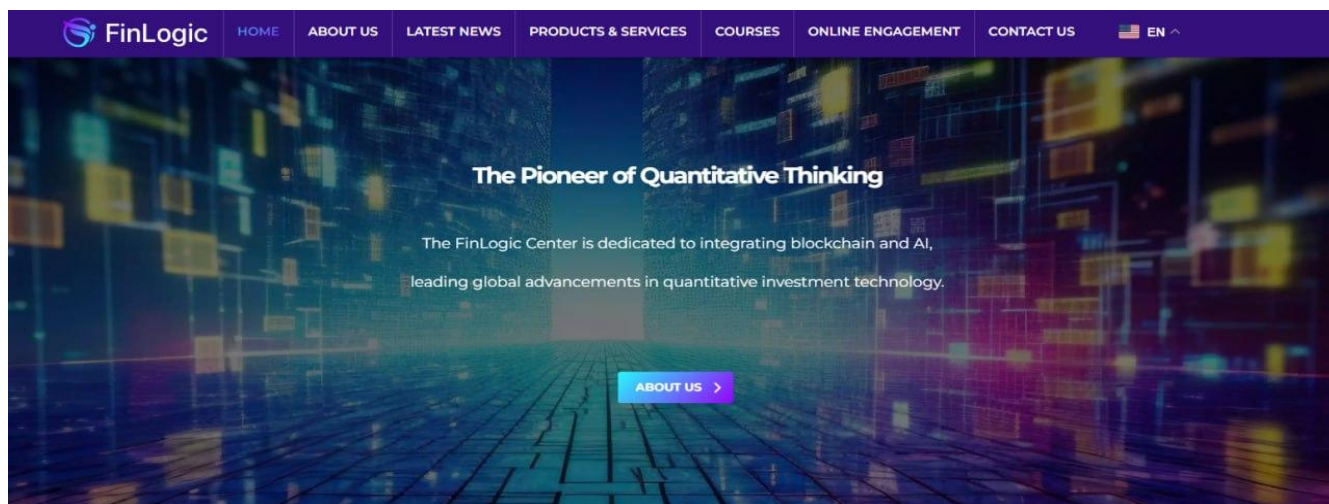 FinLogic HOME ABOUT US LATEST NEWS PRODUCTS & SERVICES COURSES ONLINE ENGAGEMENT CONTACT US EN
The Pioneer of Quantitative Thinking
The FinLogic Center is dedicated to integrating blockchain and AI,
leading global advancements in quantitative investment technology.
ABOUT US